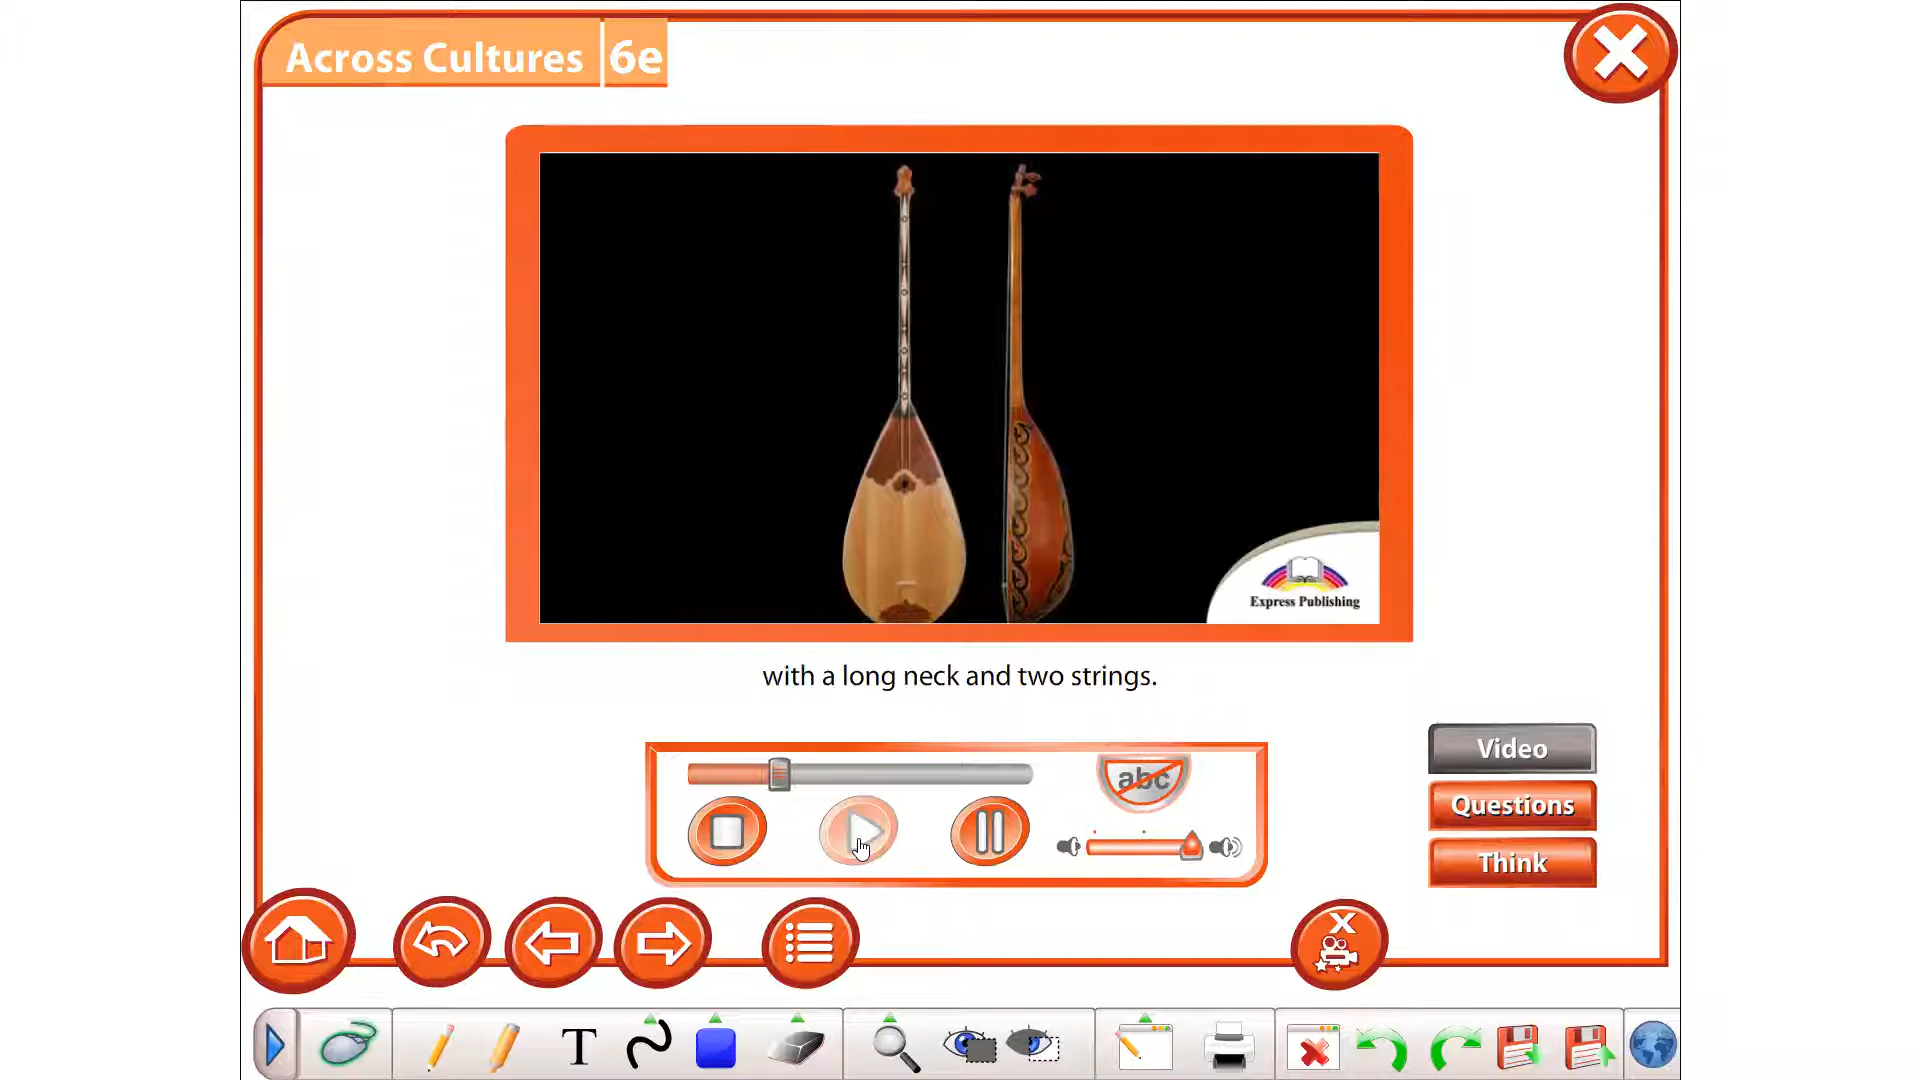 Across Cultures 6e
Express Publishing
with a long neck and two strings.
abc
Video
Questions
Think
X
T